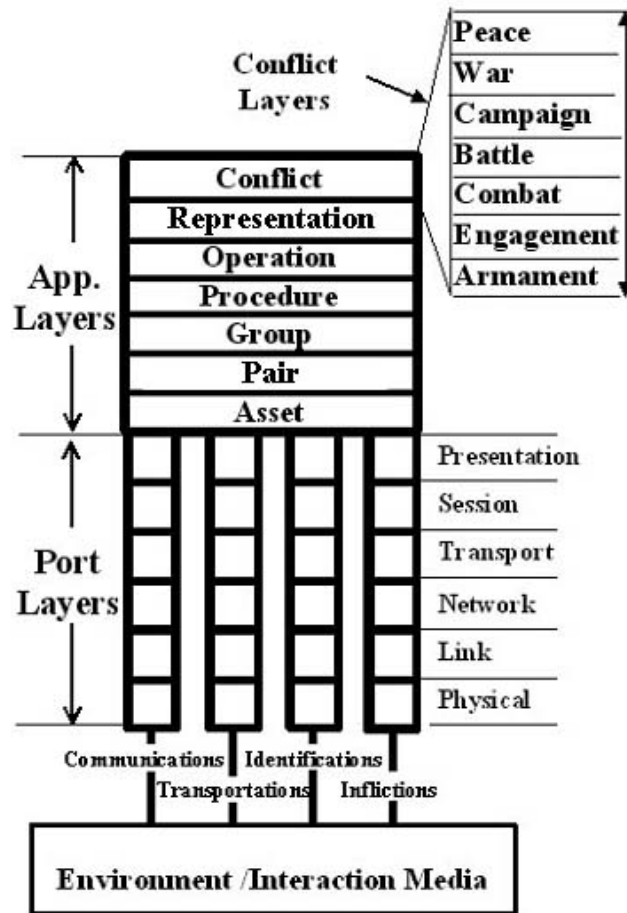 Conflict
Layers
Peace
War
Campaign
Battle
Combat
Engagement
Armament
App.
Layers
Conflict
Representation
Operation
Procedure
Group
Pair
Asset
Port
Layers
Presentation
Session
Transport
Network
Link
Physical
Communications
Identifications
Transportations
Inflictions
Environment /Interaction Media